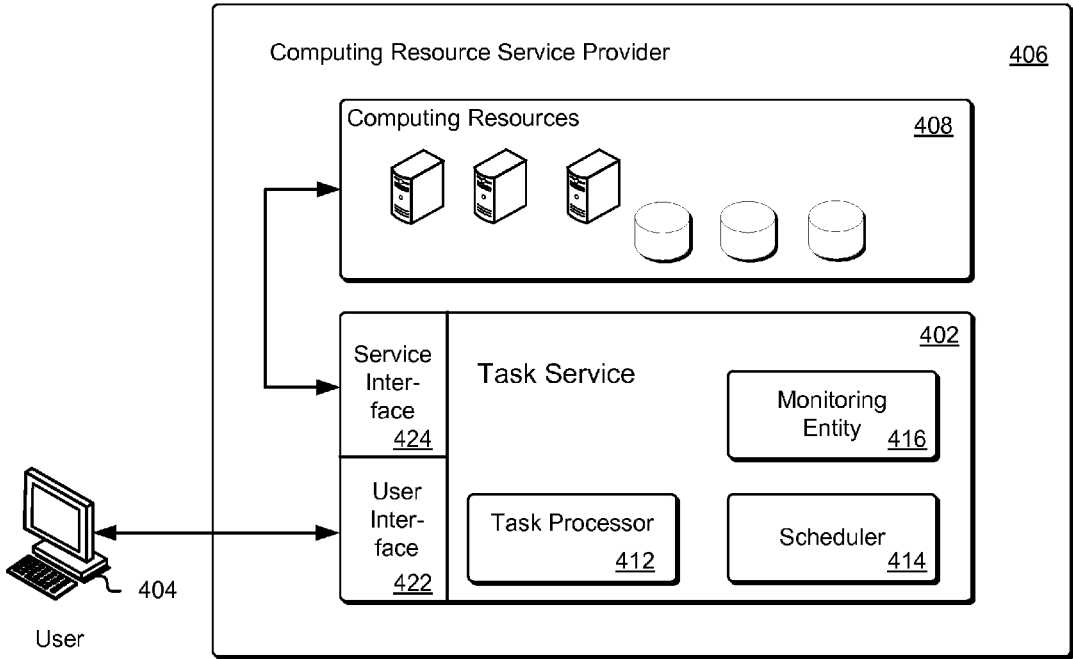 Computing Resource Service Provider
406
Computing Resources
408
402
Service
Inter-
face
424
Task Service
Monitoring
Entity
416
User
Inter-
face
422
Task Processor
412
Scheduler
414
404
User